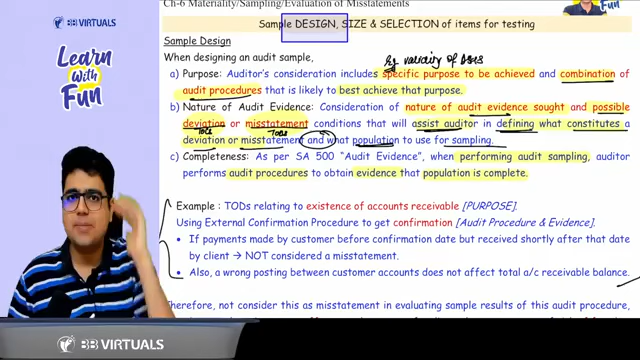 Ch-6 Materiality/Sampling/Evaluation of Misstatements
BB VIRTUALS
Fun
Sample DESIGN, SIZE & SELECTION of items for testing
Learn
With
Fun
Sample Design
When designing an audit sample,
Eg validity of
a) Purpose: Auditor's consideration includes specific purpose to be achieved and combination of
audit procedures that is likely to best achieve that purpose.
b) Nature of Audit Evidence: Consideration of nature of audit evidence sought and possible
deviation or misstatement conditions that will assist auditor in defining what constitutes a
TOCs TODs
deviation or misstatement and what population to use for sampling.
c) Completeness: As per SA 500 "Audit Evidence", when performing audit sampling, auditor
performs audit procedures to obtain evidence that population is complete.
Example : TODs relating to existence of accounts receivable [PURPOSE].
Using External Confirmation Procedure to get confirmation [Audit Procedure & Evidence].
• If payments made by customer before confirmation date but received shortly after that date
by client → NOT considered a misstatement.
• Also, a wrong posting between customer accounts does not affect total a/c receivable balance.
Therefore, not consider this as misstatement in evaluating sample results of this audit procedure,
BB VIRTUALS
BB VIRTUALS